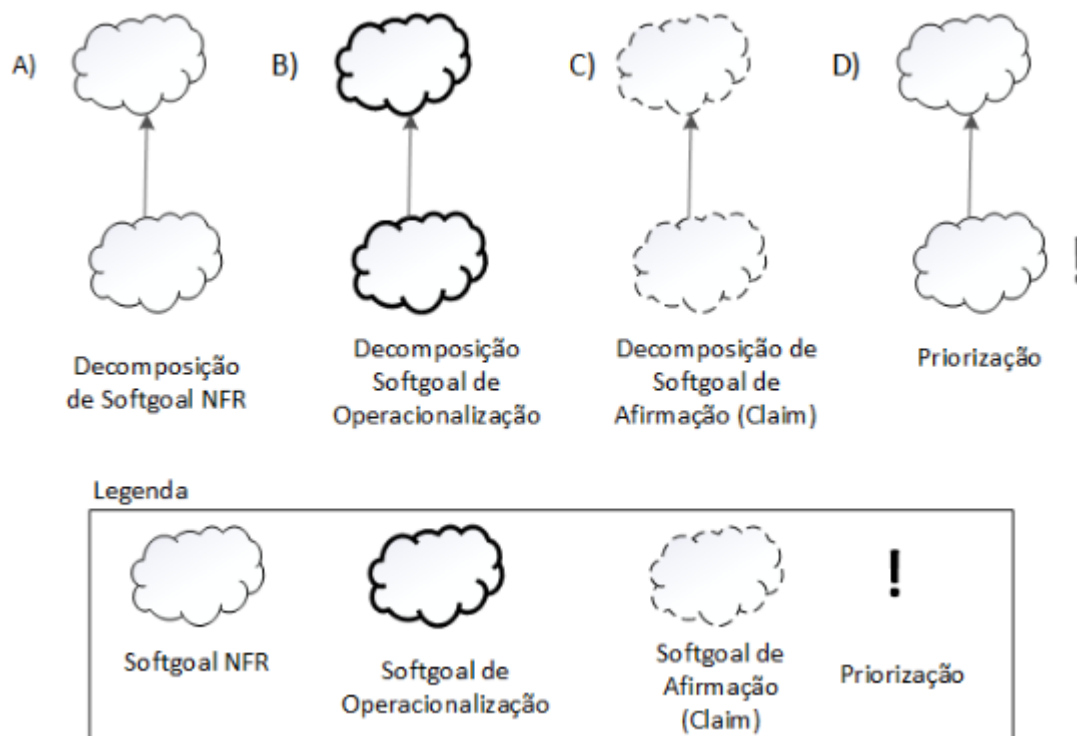 A)
B)
C)
D)
!
Decomposição
de Softgoal NFR
Decomposição
Softgoal de
Operacionalização
Decomposição de
Softgoal de
Afirmação (Claim)
Priorização
Legenda
!
Softgoal NFR
Softgoal de
Operacionalização
Softgoal de
Afirmação
(Claim)
Priorização